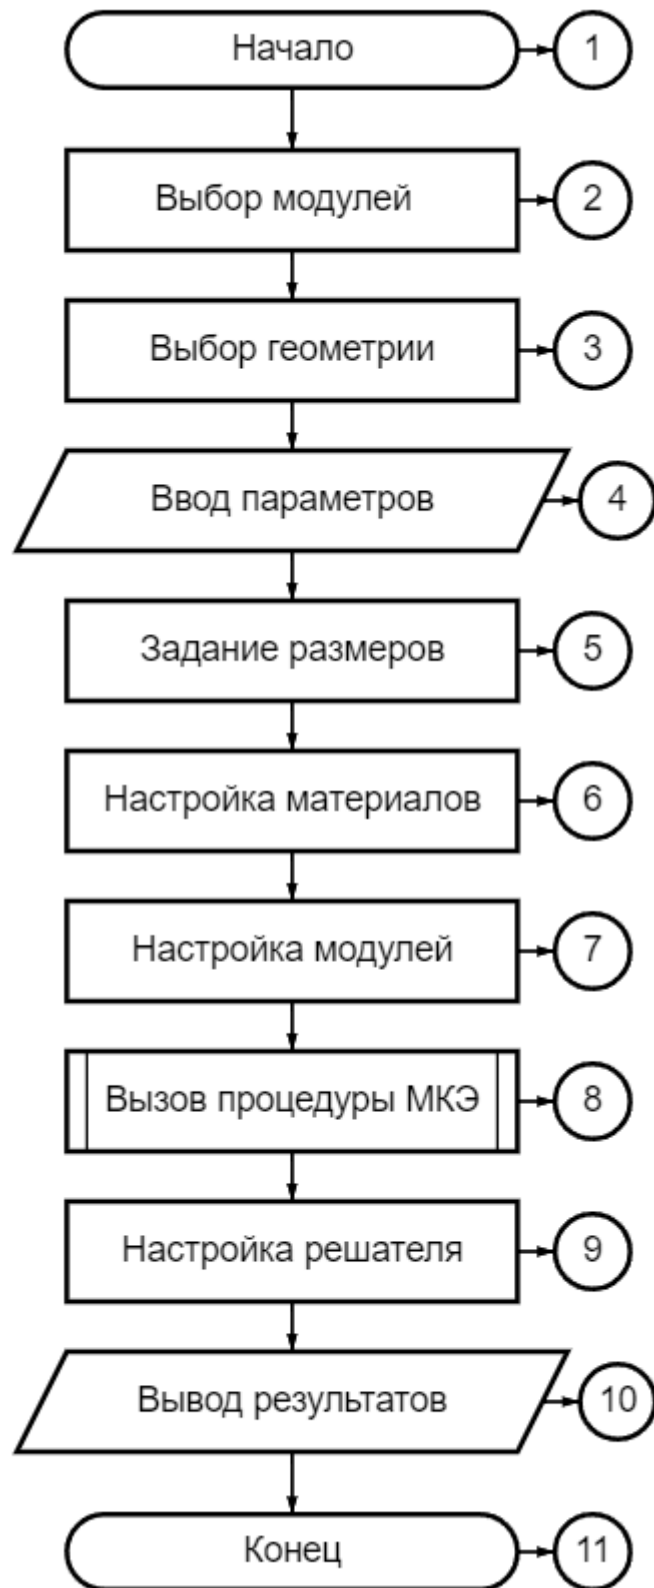 Начало 1
Выбор модулей 2
Выбор геометрии 3
Ввод параметров 4
Задание размеров 5
Настройка материалов 6
Настройка модулей 7
Вызов процедуры МКЭ 8
Настройка решателя 9
Вывод результатов 10
Конец 11